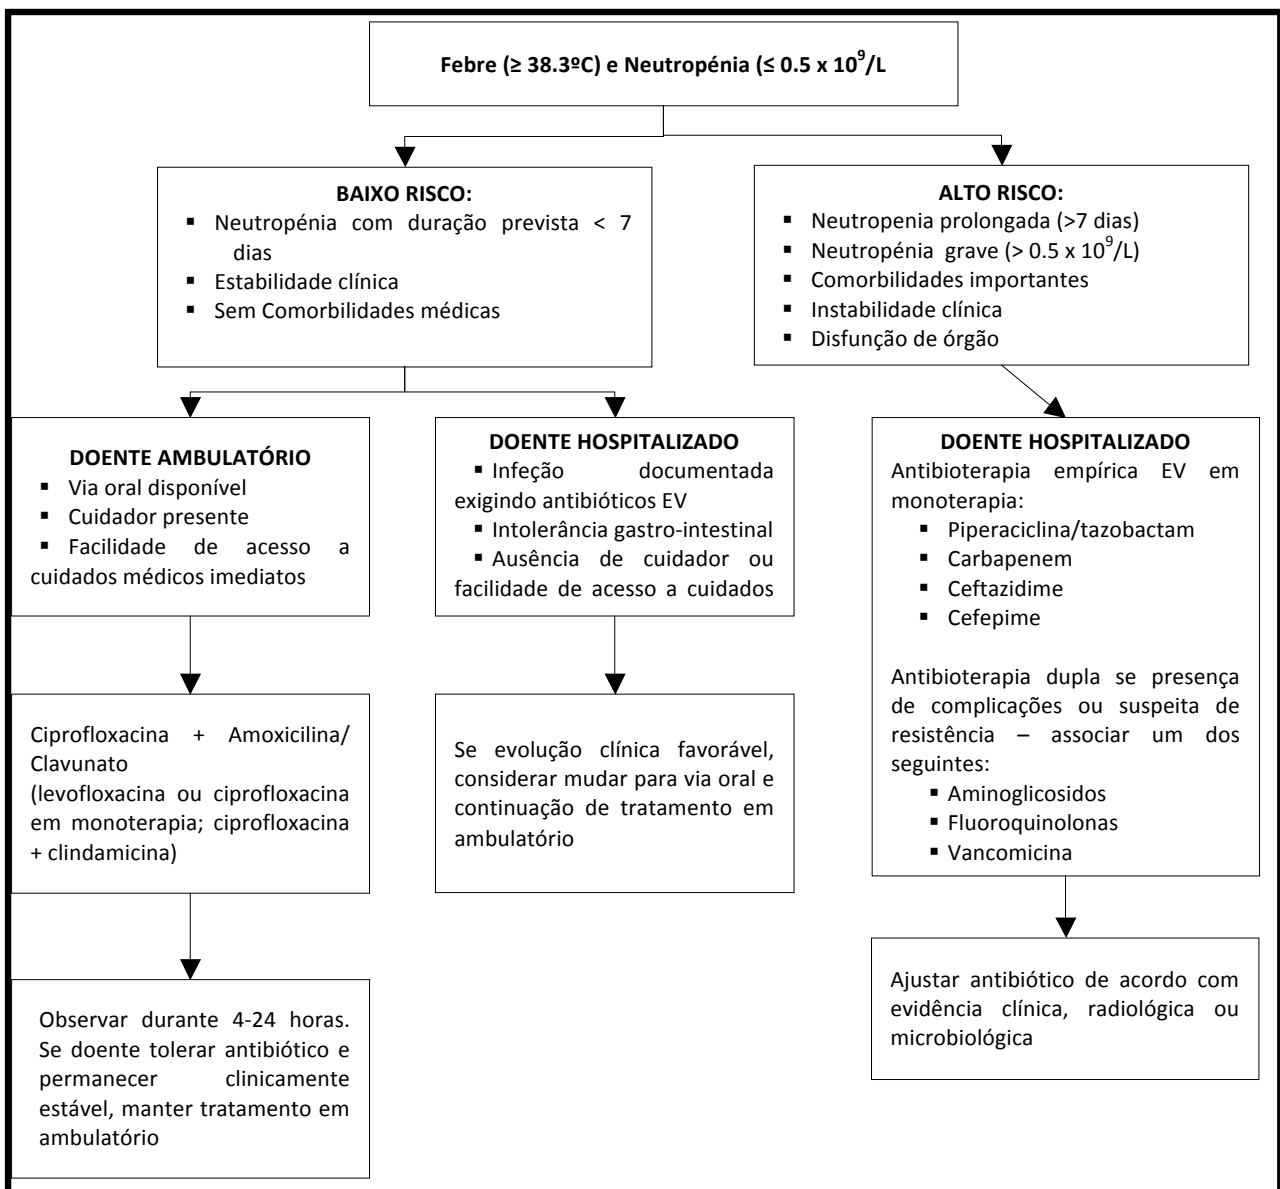 Febre (≥ 38.3ºC) e Neutropénia (≤ 0.5 x 10⁹/L
BAIXO RISCO:
▪ Neutropénia com duração prevista < 7
dias
▪ Estabilidade clínica
▪ Sem Comorbilidades médicas
ALTO RISCO:
▪ Neutropenia prolongada (>7 dias)
▪ Neutropénia grave (> 0.5 x 10⁹/L)
▪ Comorbilidades importantes
▪ Instabilidade clínica
▪ Disfunção de órgão
DOENTE AMBULATÓRIO
▪ Via oral disponível
▪ Cuidador presente
▪ Facilidade de acesso a
cuidados médicos imediatos
DOENTE HOSPITALIZADO
▪ Infeção documentada
exigindo antibióticos EV
▪ Intolerância gastro-intestinal
▪ Ausência de cuidador ou
facilidade de acesso a cuidados
DOENTE HOSPITALIZADO
Antibioterapia empírica EV em
monoterapia:
▪ Piperaciclina/tazobactam
▪ Carbapenem
▪ Ceftazidime
▪ Cefepime
Antibioterapia dupla se presença
de complicações ou suspeita de
resistência – associar um dos
seguintes:
▪ Aminoglicosidos
▪ Fluoroquinolonas
▪ Vancomicina
Ciprofloxacina + Amoxicilina/
Clavunato
(levofloxacina ou ciprofloxacina
em monoterapia; ciprofloxacina
+ clindamicina)
Se evolução clínica favorável,
considerar mudar para via oral e
continuação de tratamento em
ambulatório
Observar durante 4-24 horas.
Se doente tolerar antibiótico e
permanecer clinicamente
estável, manter tratamento em
ambulatório
Ajustar antibiótico de acordo com
evidência clínica, radiológica ou
microbiológica